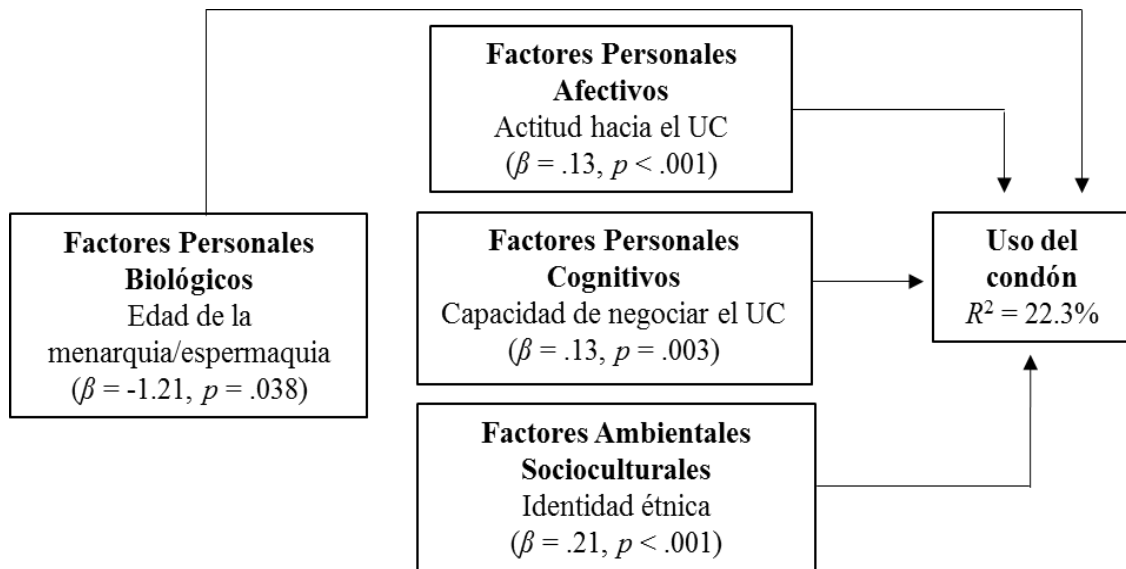 Factores Personales
Afectivos
Actitud hacia el UC
(β = .13, p < .001)
Factores Personales
Biológicos
Edad de la
menarquia/espermaquia
(β = -1.21, p = .038)
Factores Personales
Cognitivos
Capacidad de negociar el UC
(β = .13, p = .003)
Uso del
condón
R² = 22.3%
Factores Ambientales
Socioculturales
Identidad étnica
(β = .21, p < .001)